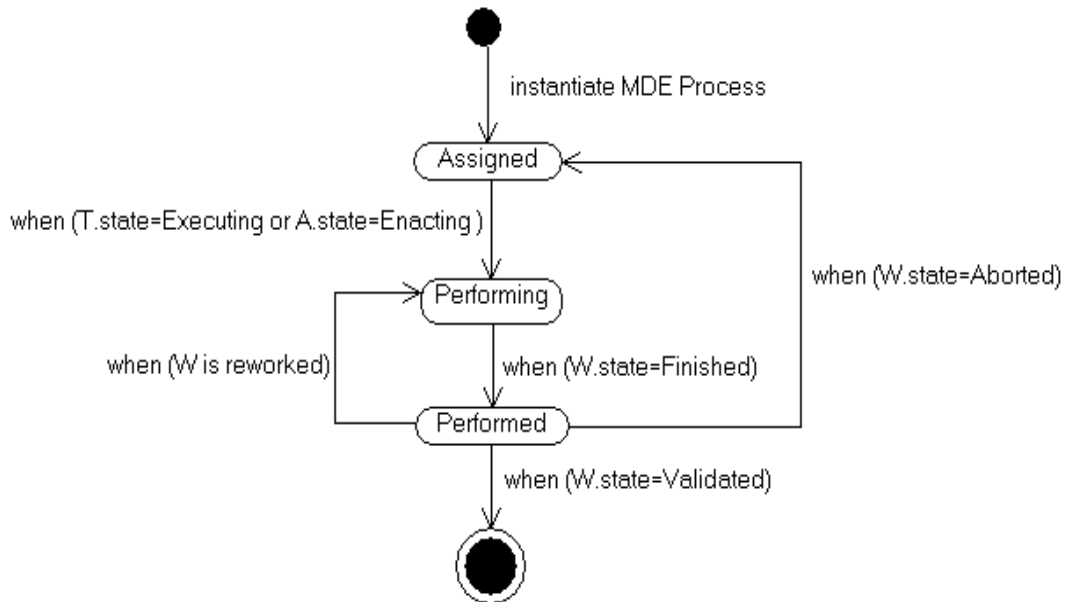 instantiate MDE Process
Assigned
when (T.state=Executing or A.state=Enacting )
when (W.state=Aborted)
Performing
when (W is reworked)
when (W.state=Finished)
Performed
when (W.state=Validated)